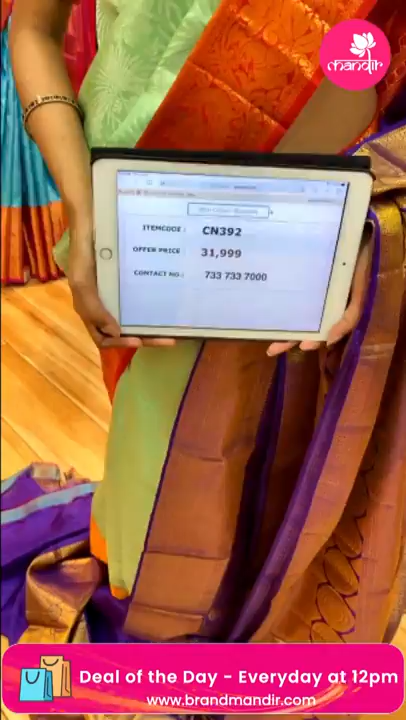 mandir
ITEMCODE : CN392
OFFER PRICE 31,999
CONTACT NO : 733 733 7000
Deal of the Day - Everyday at 12pm
www.brandmandir.com